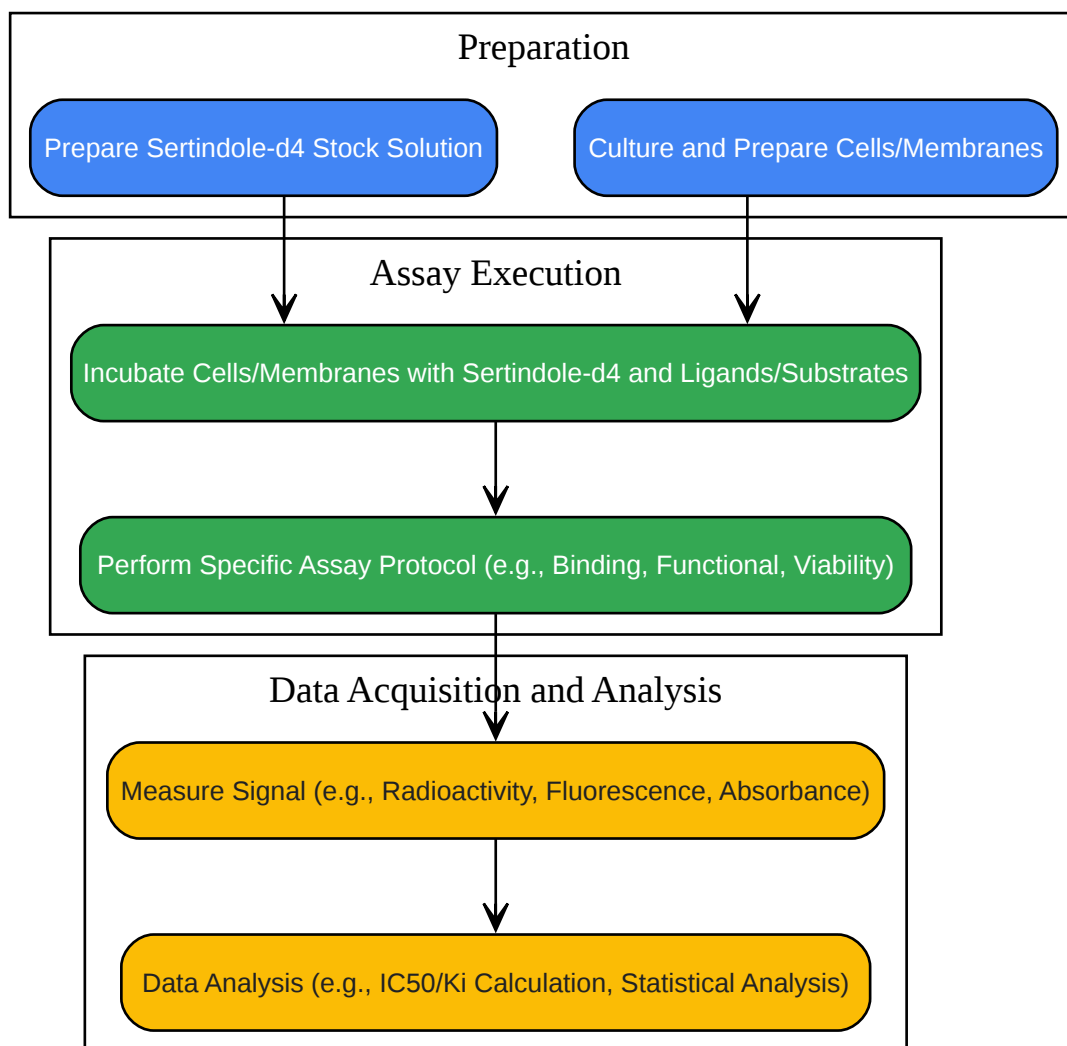 Preparation
Prepare Sertindole-d4 Stock Solution
Culture and Prepare Cells/Membranes
Assay Execution
Incubate Cells/Membranes with Sertindole-d4 and Ligands/Substrates
Perform Specific Assay Protocol (e.g., Binding, Functional, Viability)
Data Acquisition and Analysis
Measure Signal (e.g., Radioactivity, Fluorescence, Absorbance)
Data Analysis (e.g., IC50/Ki Calculation, Statistical Analysis)